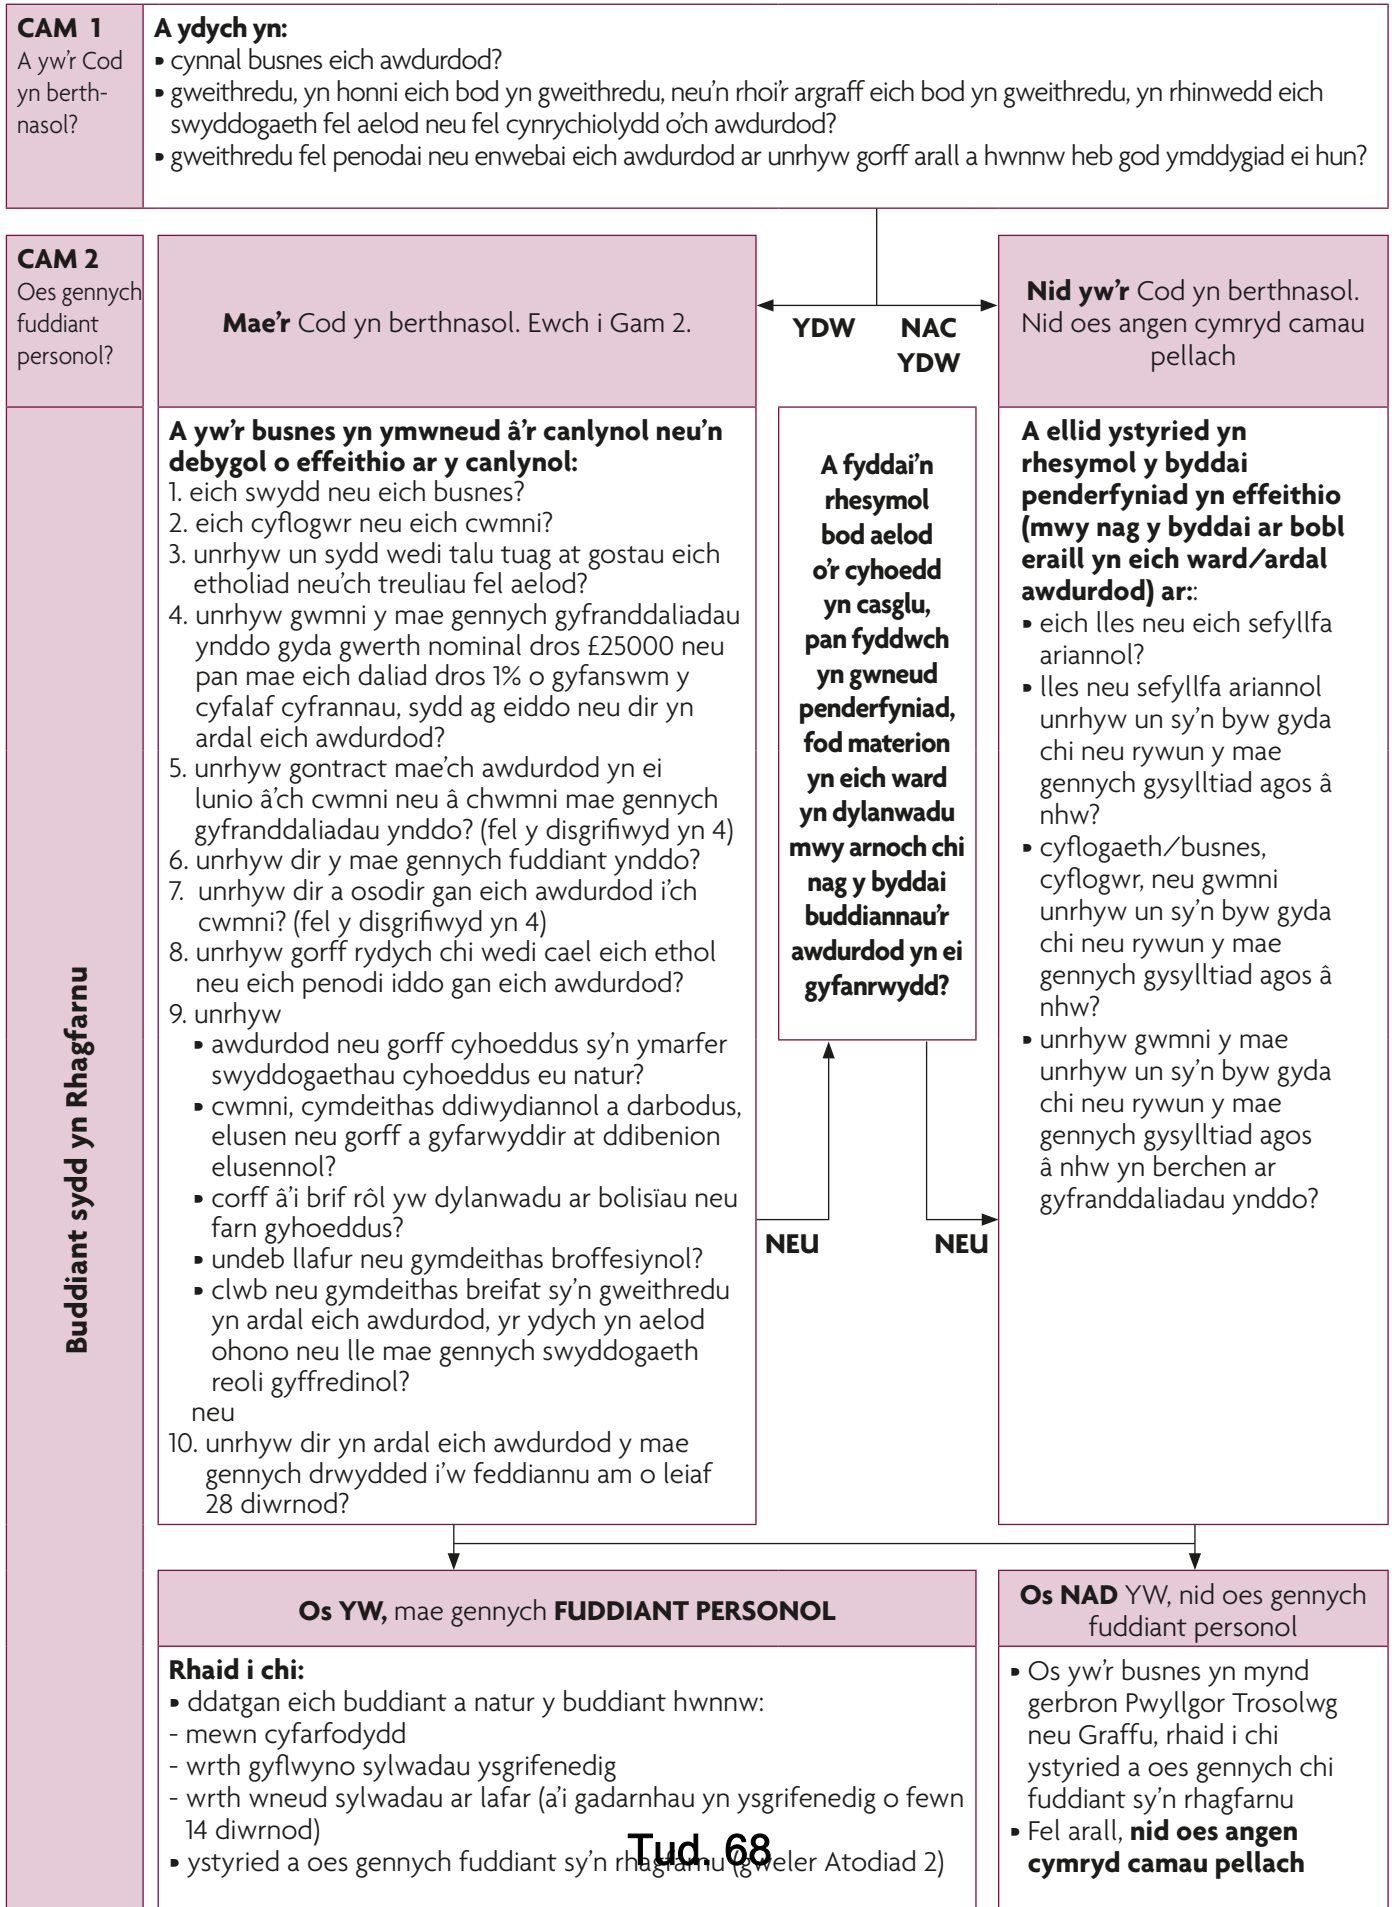 CAM 1
A yw'r Cod
yn berth-
nasol?
A ydych yn:
• cynnal busnes eich awdurdod?
• gweithredu, yn honni eich bod yn gweithredu, neu'n rhoi'r argraff eich bod yn gweithredu, yn rhinwedd eich
swyddogaeth fel aelod neu fel cynrychiolydd o'ch awdurdod?
• gweithredu fel penodai neu enwebai eich awdurdod ar unrhyw gorff arall a hwnnw heb god ymddygiad ei hun?
CAM 2
Oes gennych
fuddiant
personol?
Mae'r Cod yn berthnasol. Ewch i Gam 2.
YDW
NAC
YDW
Nid yw'r Cod yn berthnasol.
Nid oes angen cymryd camau
pellach
Buddiant sydd yn Rhagfarnu
A yw'r busnes yn ymwneud â'r canlynol neu'n
debygol o effeithio ar y canlynol:
1. eich swydd neu eich busnes?
2. eich cyflogwr neu eich cwmni?
3. unrhyw un sydd wedi talu tuag at gostau eich
etholiad neu'ch treuliau fel aelod?
4. unrhyw gwmni y mae gennych gyfranddaliadau
ynddo gyda gwerth nominal dros £25000 neu
pan mae eich daliad dros 1% o gyfanswm y
cyfalaf cyfrannau, sydd ag eiddo neu dir yn
ardal eich awdurdod?
5. unrhyw gontract mae'ch awdurdod yn ei
lunio â'ch cwmni neu â chwmni mae gennych
gyfranddaliadau ynddo? (fel y disgrifiwyd yn 4)
6. unrhyw dir y mae gennych fuddiant ynddo?
7. unrhyw dir a osodir gan eich awdurdod i'ch
cwmni? (fel y disgrifiwyd yn 4)
8. unrhyw gorff rydych chi wedi cael eich ethol
neu eich penodi iddo gan eich awdurdod?
9. unrhyw
• awdurdod neu gorff cyhoeddus sy'n ymarfer
swyddogaethau cyhoeddus eu natur?
• cwmni, cymdeithas ddiwydiannol a darbodus,
elusen neu gorff a gyfarwyddir at ddibenion
elusennol?
• corff â'i brif rôl yw dylanwadu ar bolisïau neu
farn gyhoeddus?
• undeb llafur neu gymdeithas broffesiynol?
• clwb neu gymdeithas breifat sy'n gweithredu
yn ardal eich awdurdod, yr ydych yn aelod
ohono neu lle mae gennych swyddogaeth
reoli gyffredinol?
neu
10. unrhyw dir yn ardal eich awdurdod y mae
gennych drwydded i'w feddiannu am o leiaf
28 diwrnod?
A fyddai'n
rhesymol
bod aelod
o'r cyhoedd
yn casglu,
pan fyddwch
yn gwneud
penderfyniad,
fod materion
yn eich ward
yn dylanwadu
mwy arnoch chi
nag y byddai
buddiannau'r
awdurdod yn ei
gyfanrwydd?
NEU
NEU
A ellid ystyried yn
rhesymol y byddai
penderfyniad yn effeithio
(mwy nag y byddai ar bobl
eraill yn eich ward/ardal
awdurdod) ar::
• eich lles neu eich sefyllfa
ariannol?
• lles neu sefyllfa ariannol
unrhyw un sy'n byw gyda
chi neu rywun y mae
gennych gysylltiad agos â
nhw?
• cyflogaeth/busnes,
cyflogwr, neu gwmni
unrhyw un sy'n byw gyda
chi neu rywun y mae
gennych gysylltiad agos â
nhw?
• unrhyw gwmni y mae
unrhyw un sy'n byw gyda
chi neu rywun y mae
gennych gysylltiad agos
â nhw yn berchen ar
gyfranddaliadau ynddo?
Os YW, mae gennych FUDDIANT PERSONOL
Rhaid i chi:
• ddatgan eich buddiant a natur y buddiant hwnnw:
- mewn cyfarfodydd
- wrth gyflwyno sylwadau ysgrifenedig
- wrth wneud sylwadau ar lafar (a'i gadarnhau yn ysgrifenedig o fewn
14 diwrnod)
• ystyried a oes gennych fuddiant sy'n rhagfarnu (gweler Atodiad 2)
Os NAD YW, nid oes gennych
fuddiant personol
• Os yw'r busnes yn mynd
gerbron Pwyllgor Trosolwg
neu Graffu, rhaid i chi
ystyried a oes gennych chi
fuddiant sy'n rhagfarnu
• Fel arall, nid oes angen
cymryd camau pellach
Tud. 68